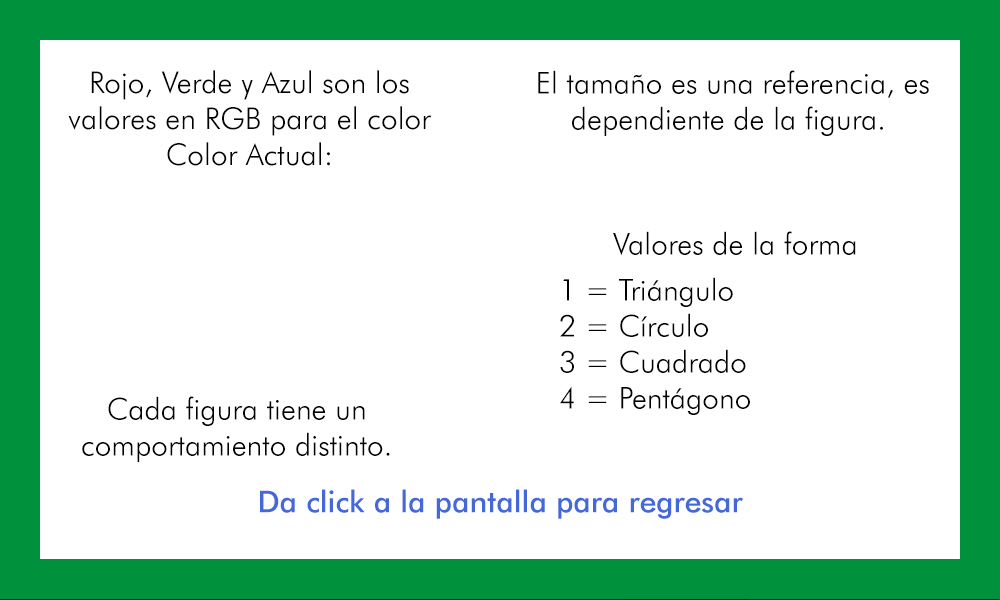 Rojo, Verde y Azul son los
valores en RGB para el color
Color Actual:
El tamaño es una referencia, es
dependiente de la figura.
Valores de la forma
1 = Triángulo
2 = Círculo
3 = Cuadrado
4 = Pentágono
Cada figura tiene un
comportamiento distinto.
Da click a la pantalla para regresar